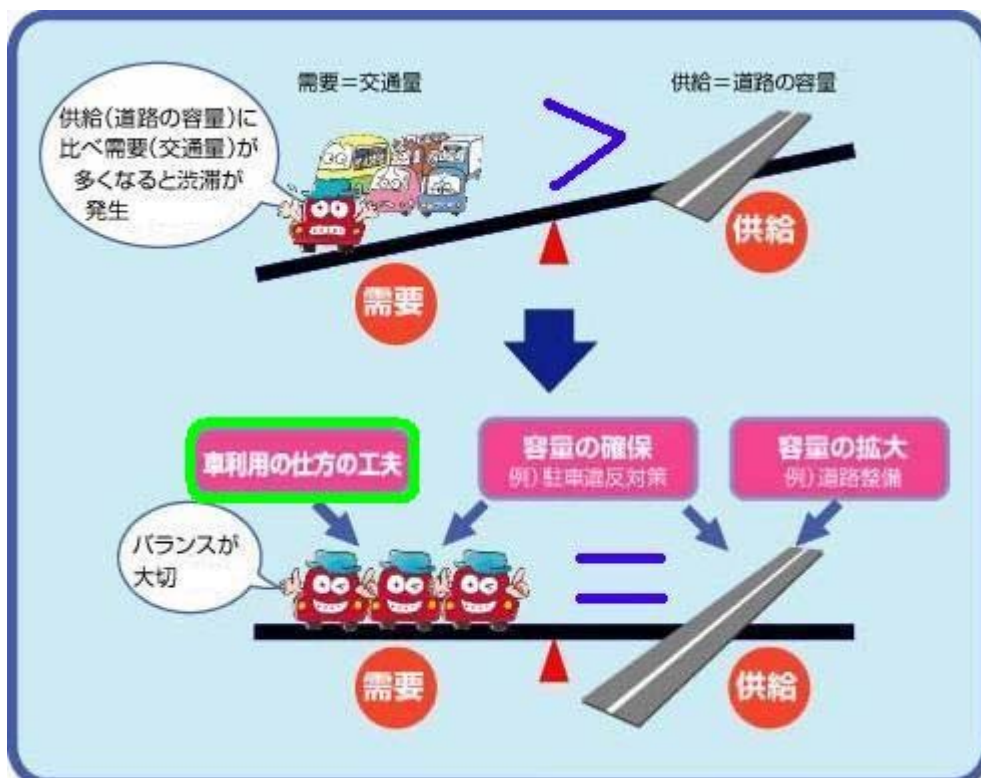 需要＝交通量
供給＝道路の容量
供給(道路の容量)に
比べ需要(交通量)が
多くなると渋滞が
発生
＞
供給
需要
車利用の仕方の工夫
容量の確保
例）駐車違反対策
容量の拡大
例）道路整備
バランスが
大切
＝
需要
供給